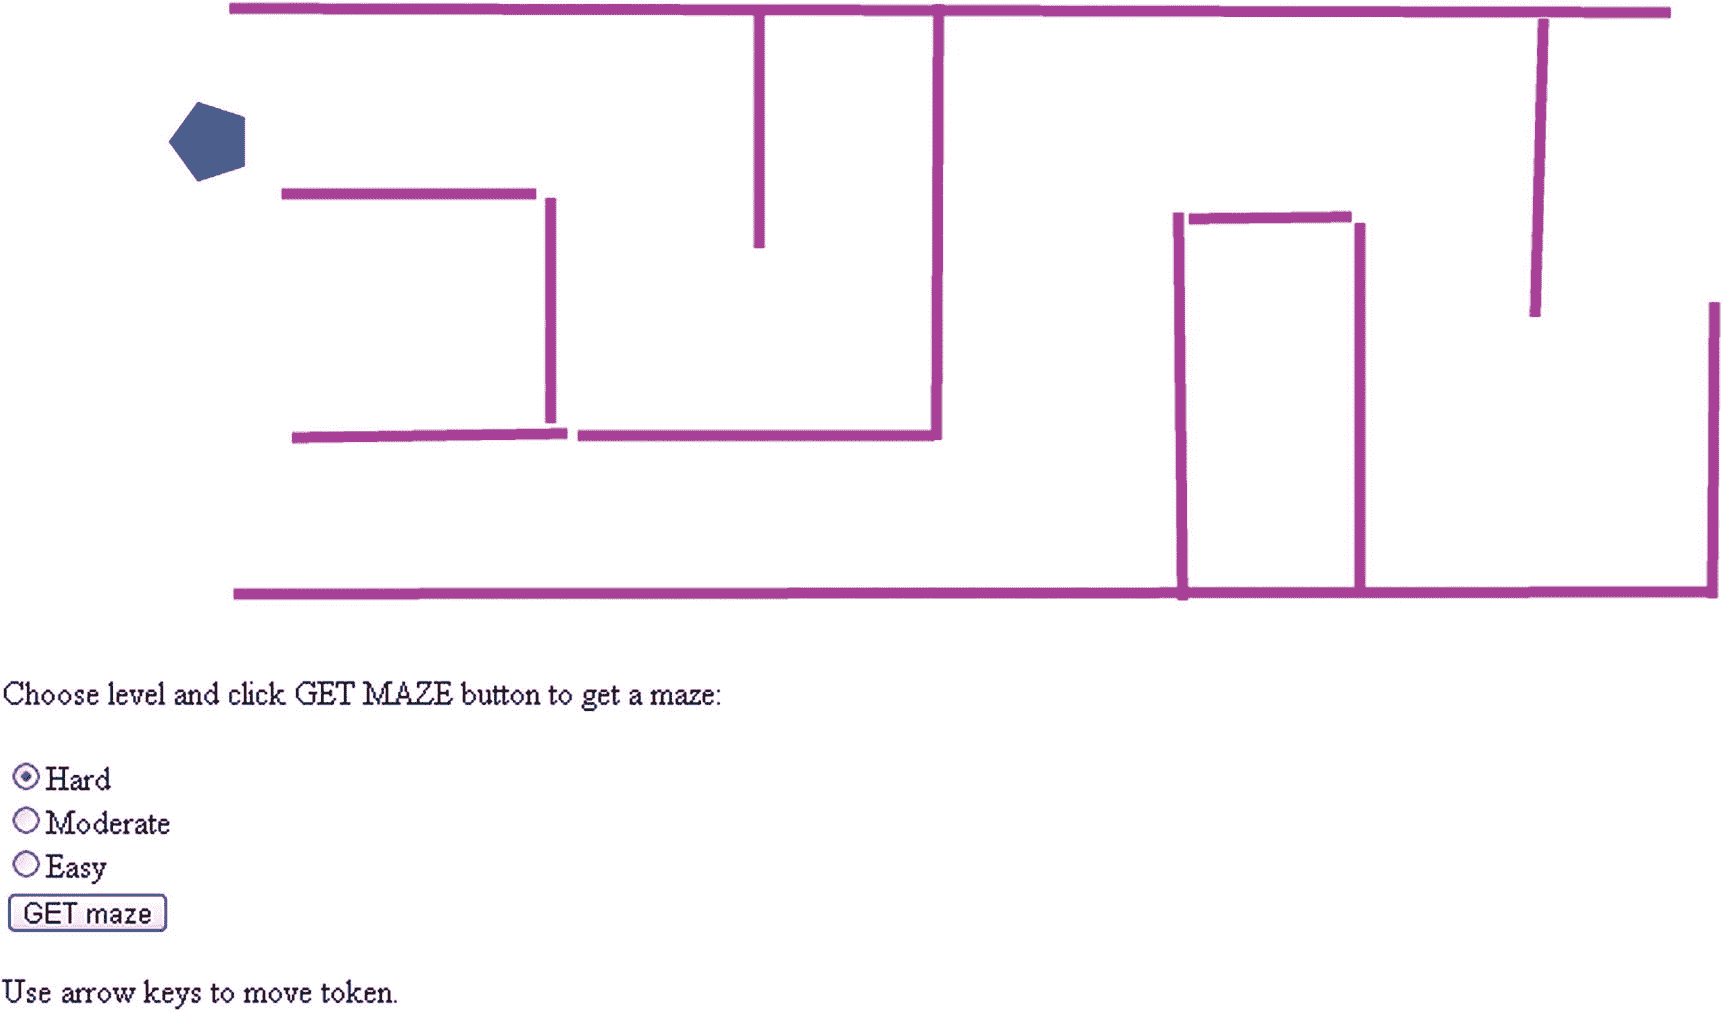 Choose level and click GET MAZE button to get a maze:
Hard
Moderate
Easy
GET maze
Use arrow keys to move token.